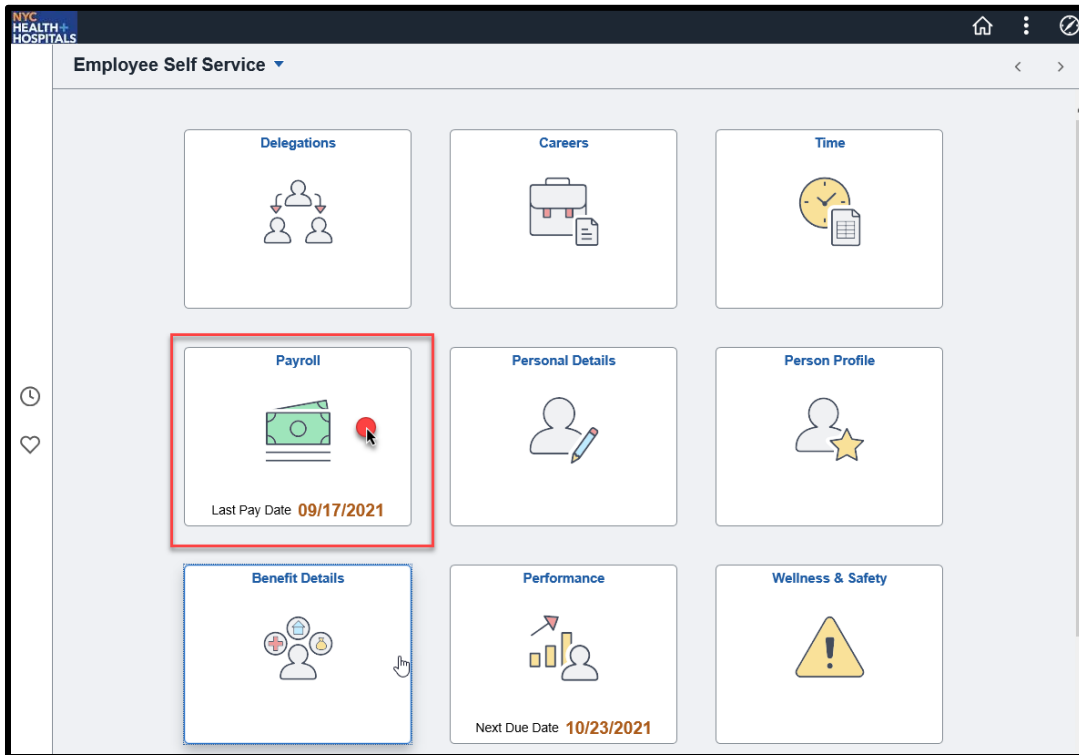 NYC
HEALTH+
HOSPITALS
Employee Self Service
Delegations
Careers
Time
Payroll
Last Pay Date 09/17/2021
Personal Details
Person Profile
Benefit Details
Performance
Next Due Date 10/23/2021
Wellness & Safety